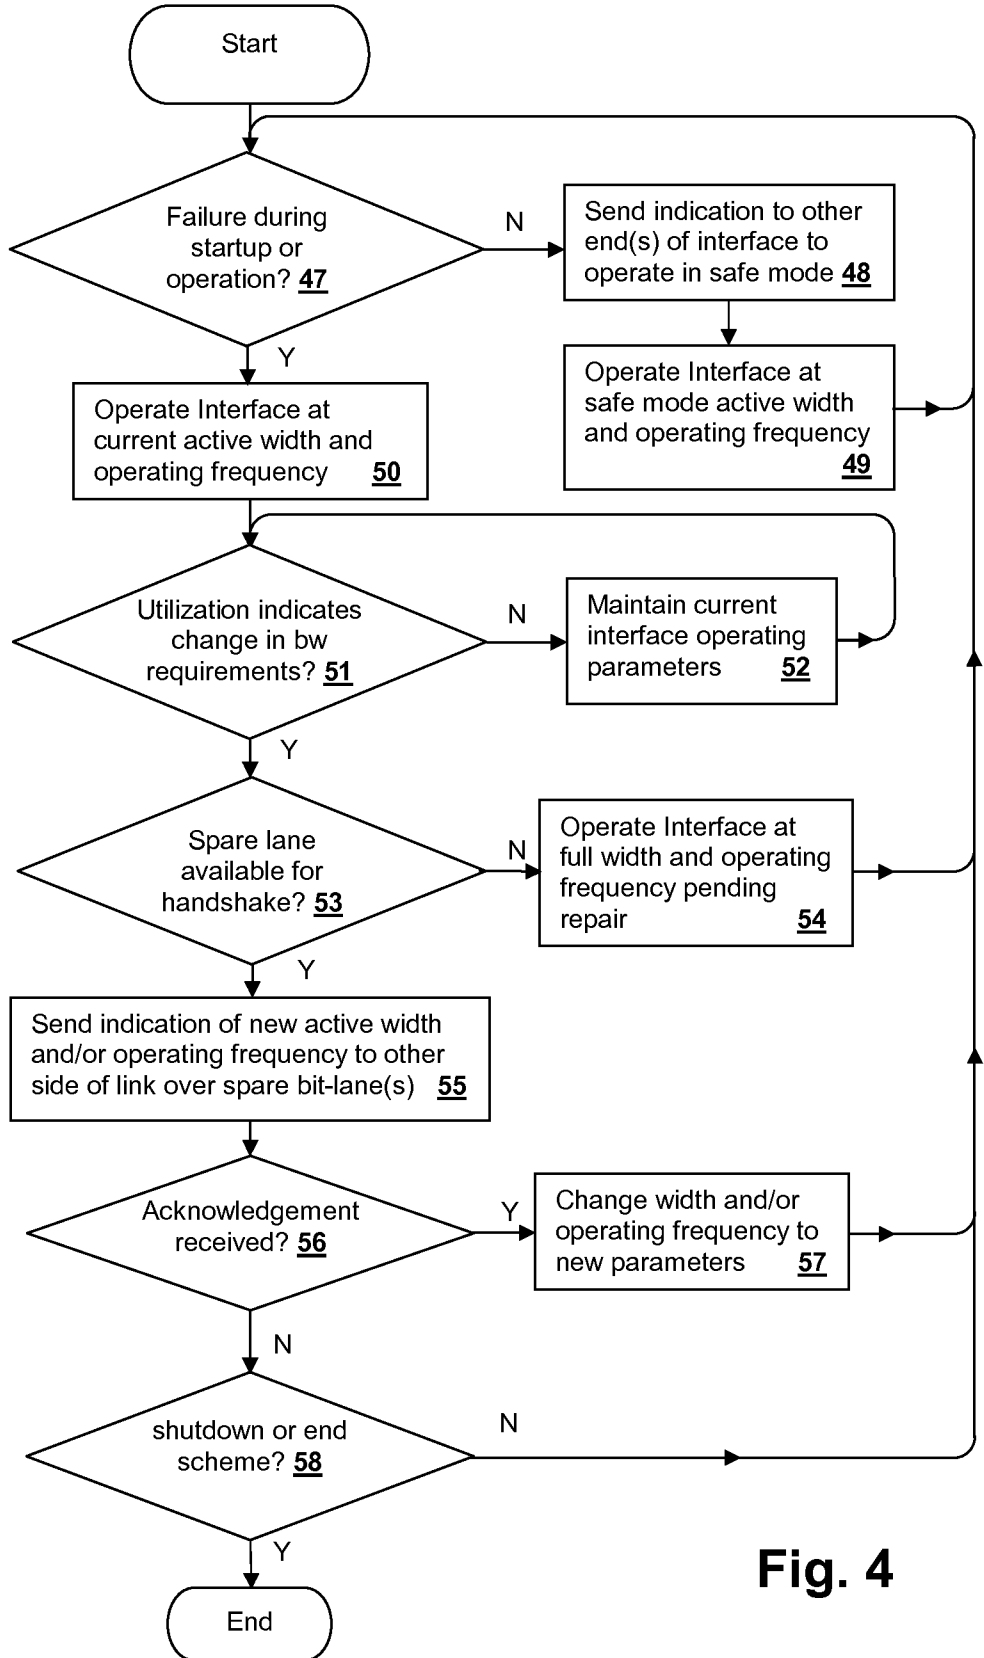 Start
Failure during
startup or
operation? 47
N
Send indication to other
end(s) of interface to
operate in safe mode 48
Y
Operate Interface at
safe mode active width
and operating frequency
49
Operate Interface at
current active width and
operating frequency 50
Utilization indicates
change in bw
requirements? 51
N
Maintain current
interface operating
parameters 52
Y
Spare lane
available for
handshake? 53
N
Operate Interface at
full width and operating
frequency pending
repair 54
Y
Send indication of new active width
and/or operating frequency to other
side of link over spare bit-lane(s) 55
Acknowledgement
received? 56
Y
Change width and/or
operating frequency to
new parameters 57
N
shutdown or end
scheme? 58
N
Y
End
Fig. 4